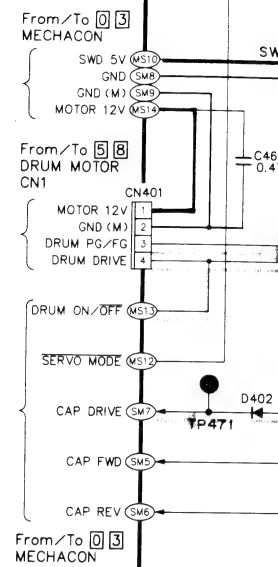 From/To 0 3
MECHACON
SWD 5V MS10
SW
GND SM8
GND (M) SM9
MOTOR 12V MS14
From/To 5 8
DRUM MOTOR
CN1
C46
0.4
CN401
MOTOR 12V 1
GND (M) 2
DRUM PG/FG 3
DRUM DRIVE 4
DRUM ON/OFF MS13
SERVO MODE MS12
D402
CAP DRIVE SM7
TP471
CAP FWD SM5
CAP REV SM6
From/To 0 3
MECHACON